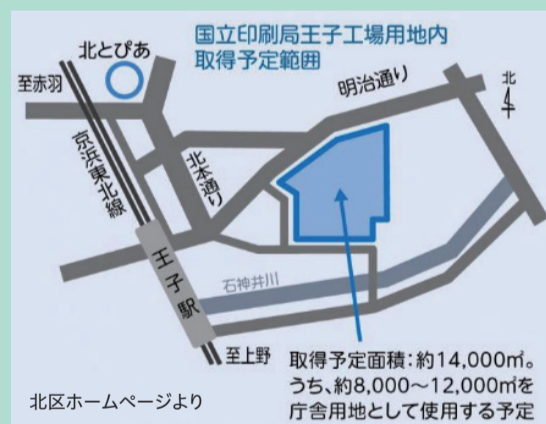 国立印刷局王子工場用地内
取得予定範囲
北とぴあ
至赤羽
明治通り
北
京浜東北線
北本通り
王子駅
石神井川
至上野
取得予定面積：約14,000㎡。
うち、約8,000～12,000㎡を
庁舎用地として使用する予定
北区ホームページより